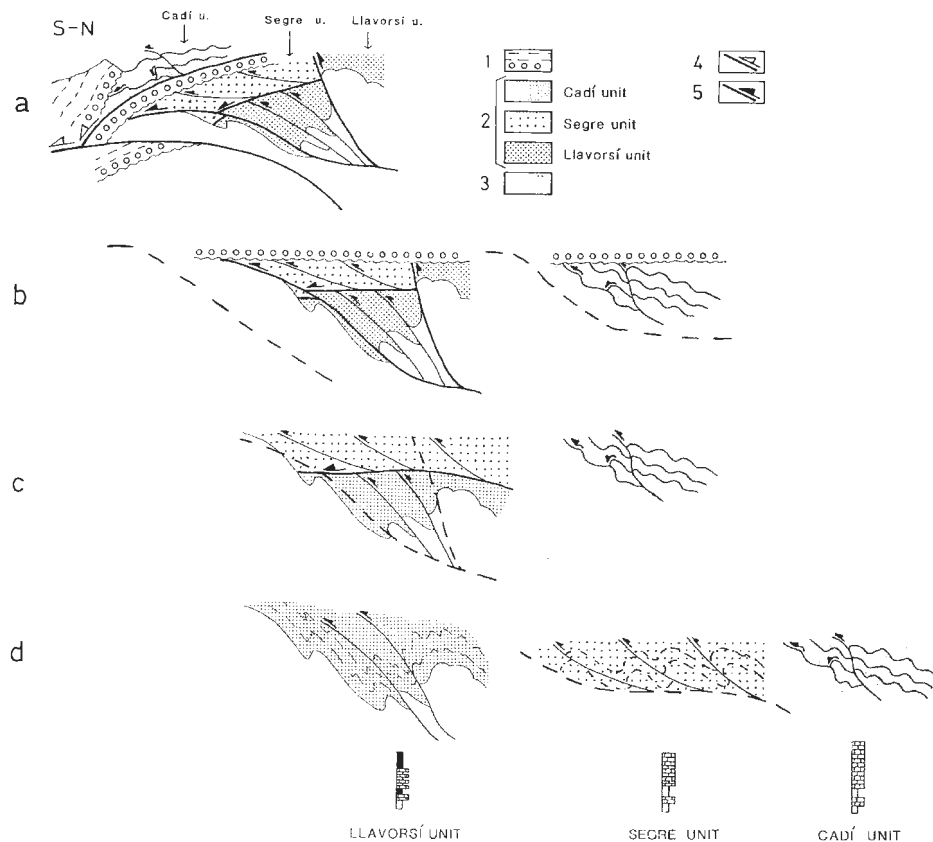 S-N
Cadí u.
Segre u.
Llavorsí u.
a
1
2
Cadí unit
Segre unit
Llavorsí unit
3
4
5
b
c
d
LLAVORSÍ UNIT
SEGRE UNIT
CADÍ UNIT